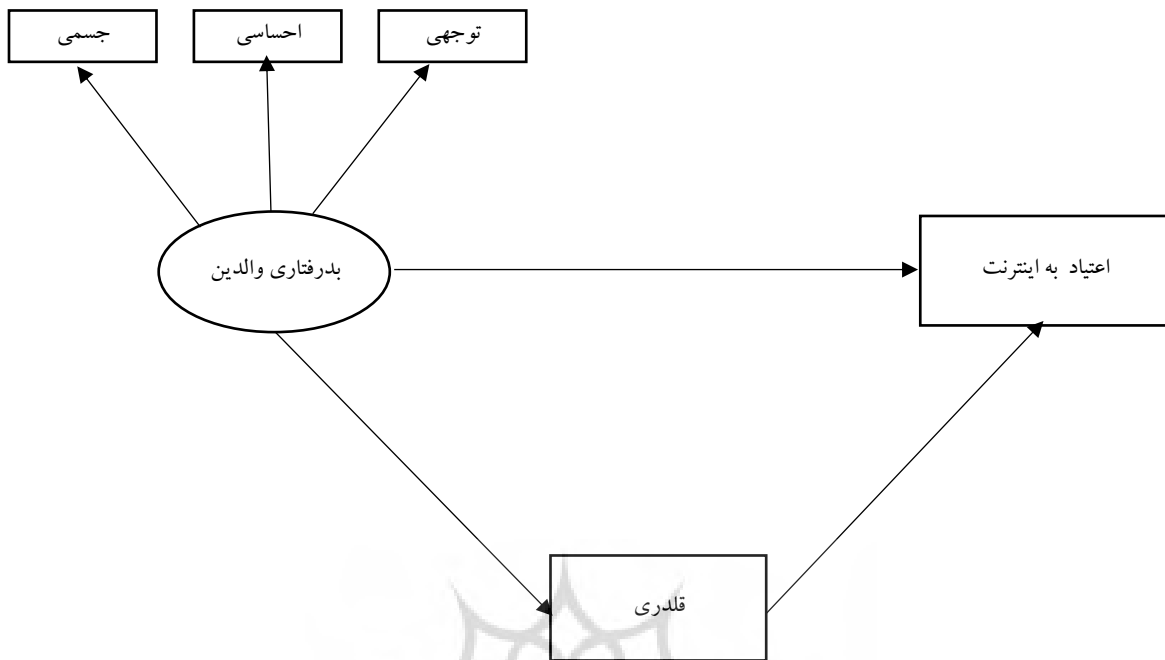 توجهی
احساسی
جسمی
بدرفتاری والدین
اعتیاد به اینترنت
قلدری